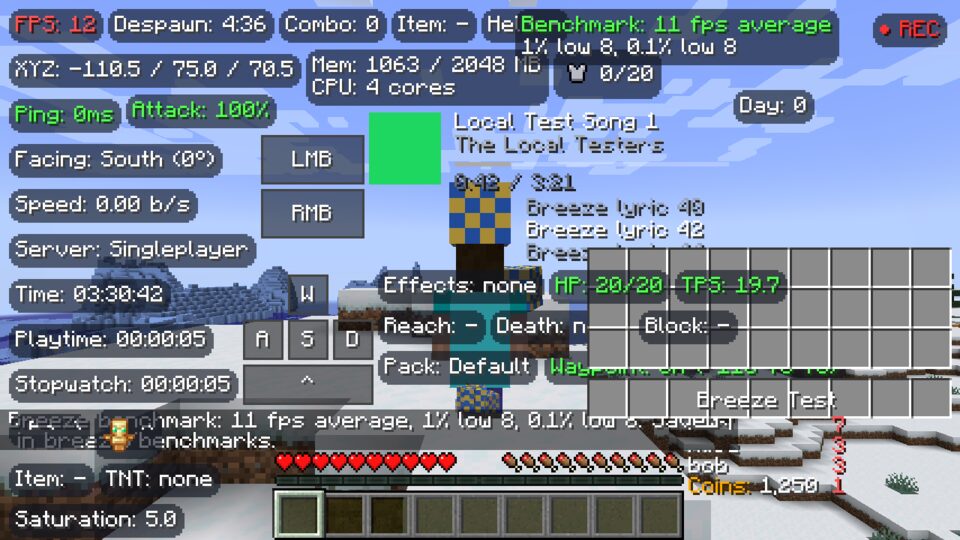 FPS: 12
Despawn: 4:36
Combo: 0
Item: -
Benchmark: 11 fps average
1% low 8, 0.1% low 8
● REC
XYZ: -110.5 / 75.0 / 70.5
Mem: 1063 / 2048 MB
CPU: 4 cores
0/20
Ping: 0ms
Attack: 100%
Day: 0
Local Test Song 1
The Local Testers
0:42 / 3:21
Facing: South (0°)
LMB
RMB
Speed: 0.00 b/s
Breeze lyric 40
Breeze lyric 42
Breeze lyric
Server: Singleplayer
Effects: none
HP: 20/20
TPS: 19.7
Time: 03:30:42
W
Reach: -
Death:
Block: -
Playtime: 00:00:05
A
S
D
Pack: Default
Stopwatch: 00:00:05
^
Breeze Test
Breeze benchmark: 11 fps average, 1% low 8, 0.1% low 8.
in benchmarks.
bob
Coins: 1,250
Item: -
TNT: none
Saturation: 5.0